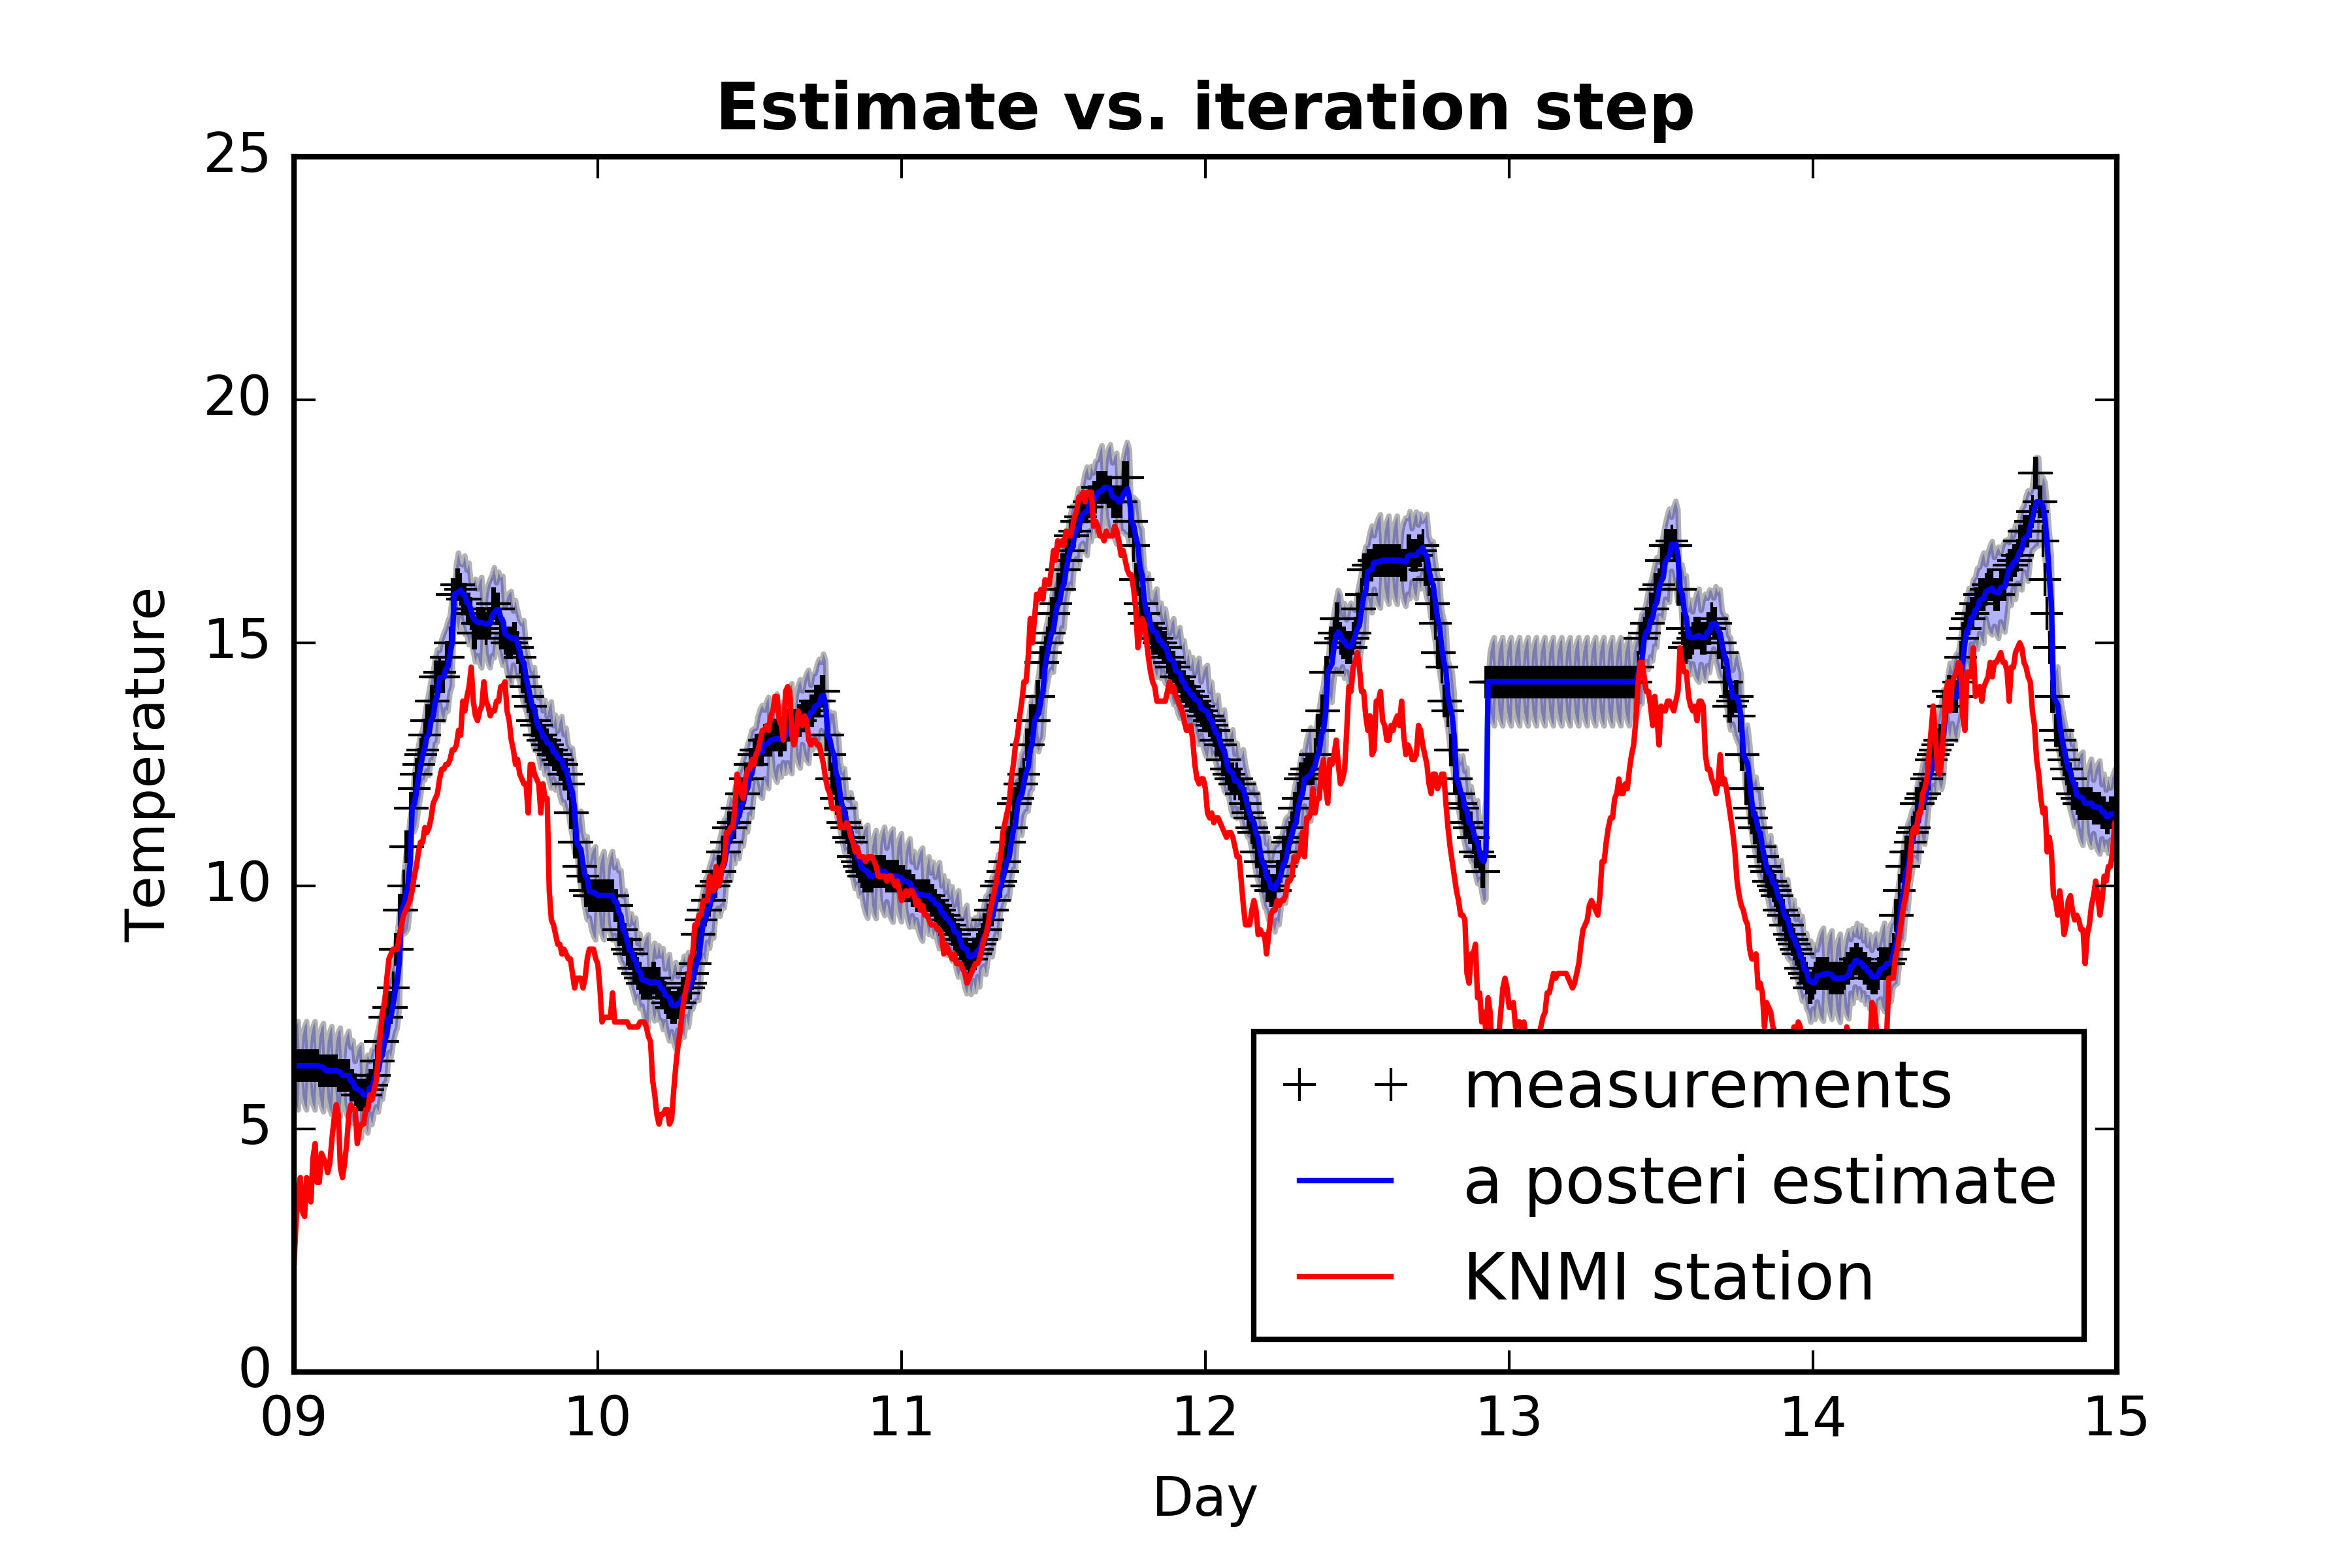 Estimate vs. iteration step
25
20
15
10
5
0
Temperature
09 10 11 12 13 14 15
Day
measurements
a posteri estimate
KNMI station